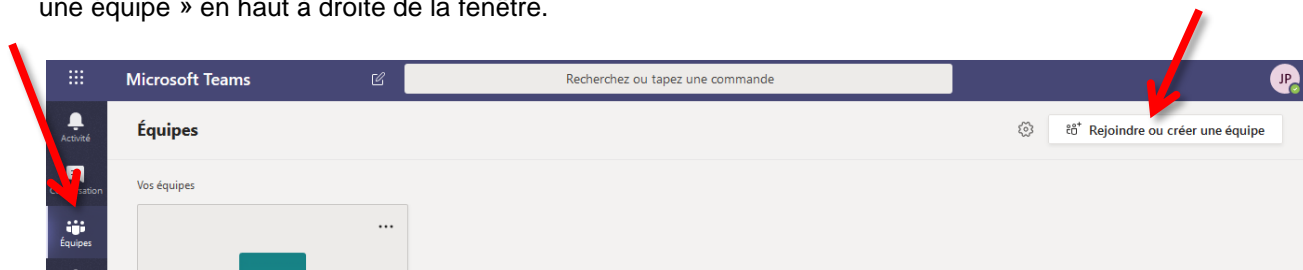 une équipe » en haut à droite de la fenêtre.
Microsoft Teams
Recherchez ou tapez une commande
JP
Activité
Équipes
Rejoindre ou créer une équipe
Vos équipes
Équipes